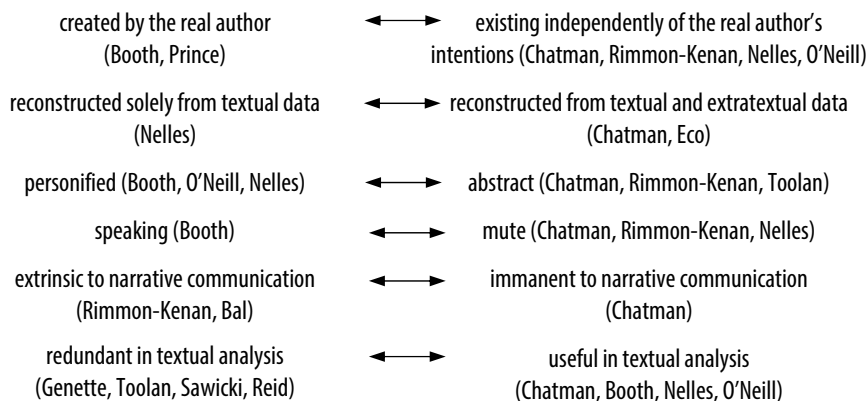 created by the real author
(Booth, Prince)
existing independently of the real author's
intentions (Chatman, Rimmon-Kenan, Nelles, O'Neill)
reconstructed solely from textual data
(Nelles)
reconstructed from textual and extratextual data
(Chatman, Eco)
personified (Booth, O'Neill, Nelles)
abstract (Chatman, Rimmon-Kenan, Toolan)
speaking (Booth)
mute (Chatman, Rimmon-Kenan, Nelles)
extrinsic to narrative communication
(Rimmon-Kenan, Bal)
immanent to narrative communication
(Chatman)
redundant in textual analysis
(Genette, Toolan, Sawicki, Reid)
useful in textual analysis
(Chatman, Booth, Nelles, O'Neill)